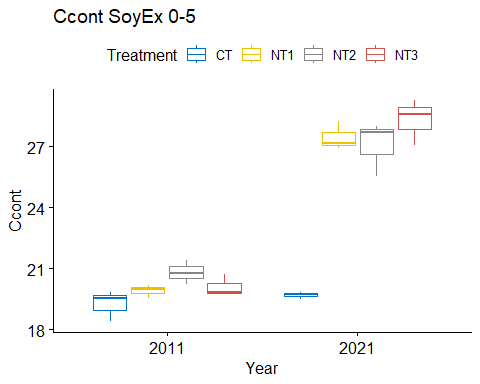 Ccont SoyEx 0-5
Treatment CT NT1 NT2 NT3
Ccont
27
24
21
18
2011 2021
Year